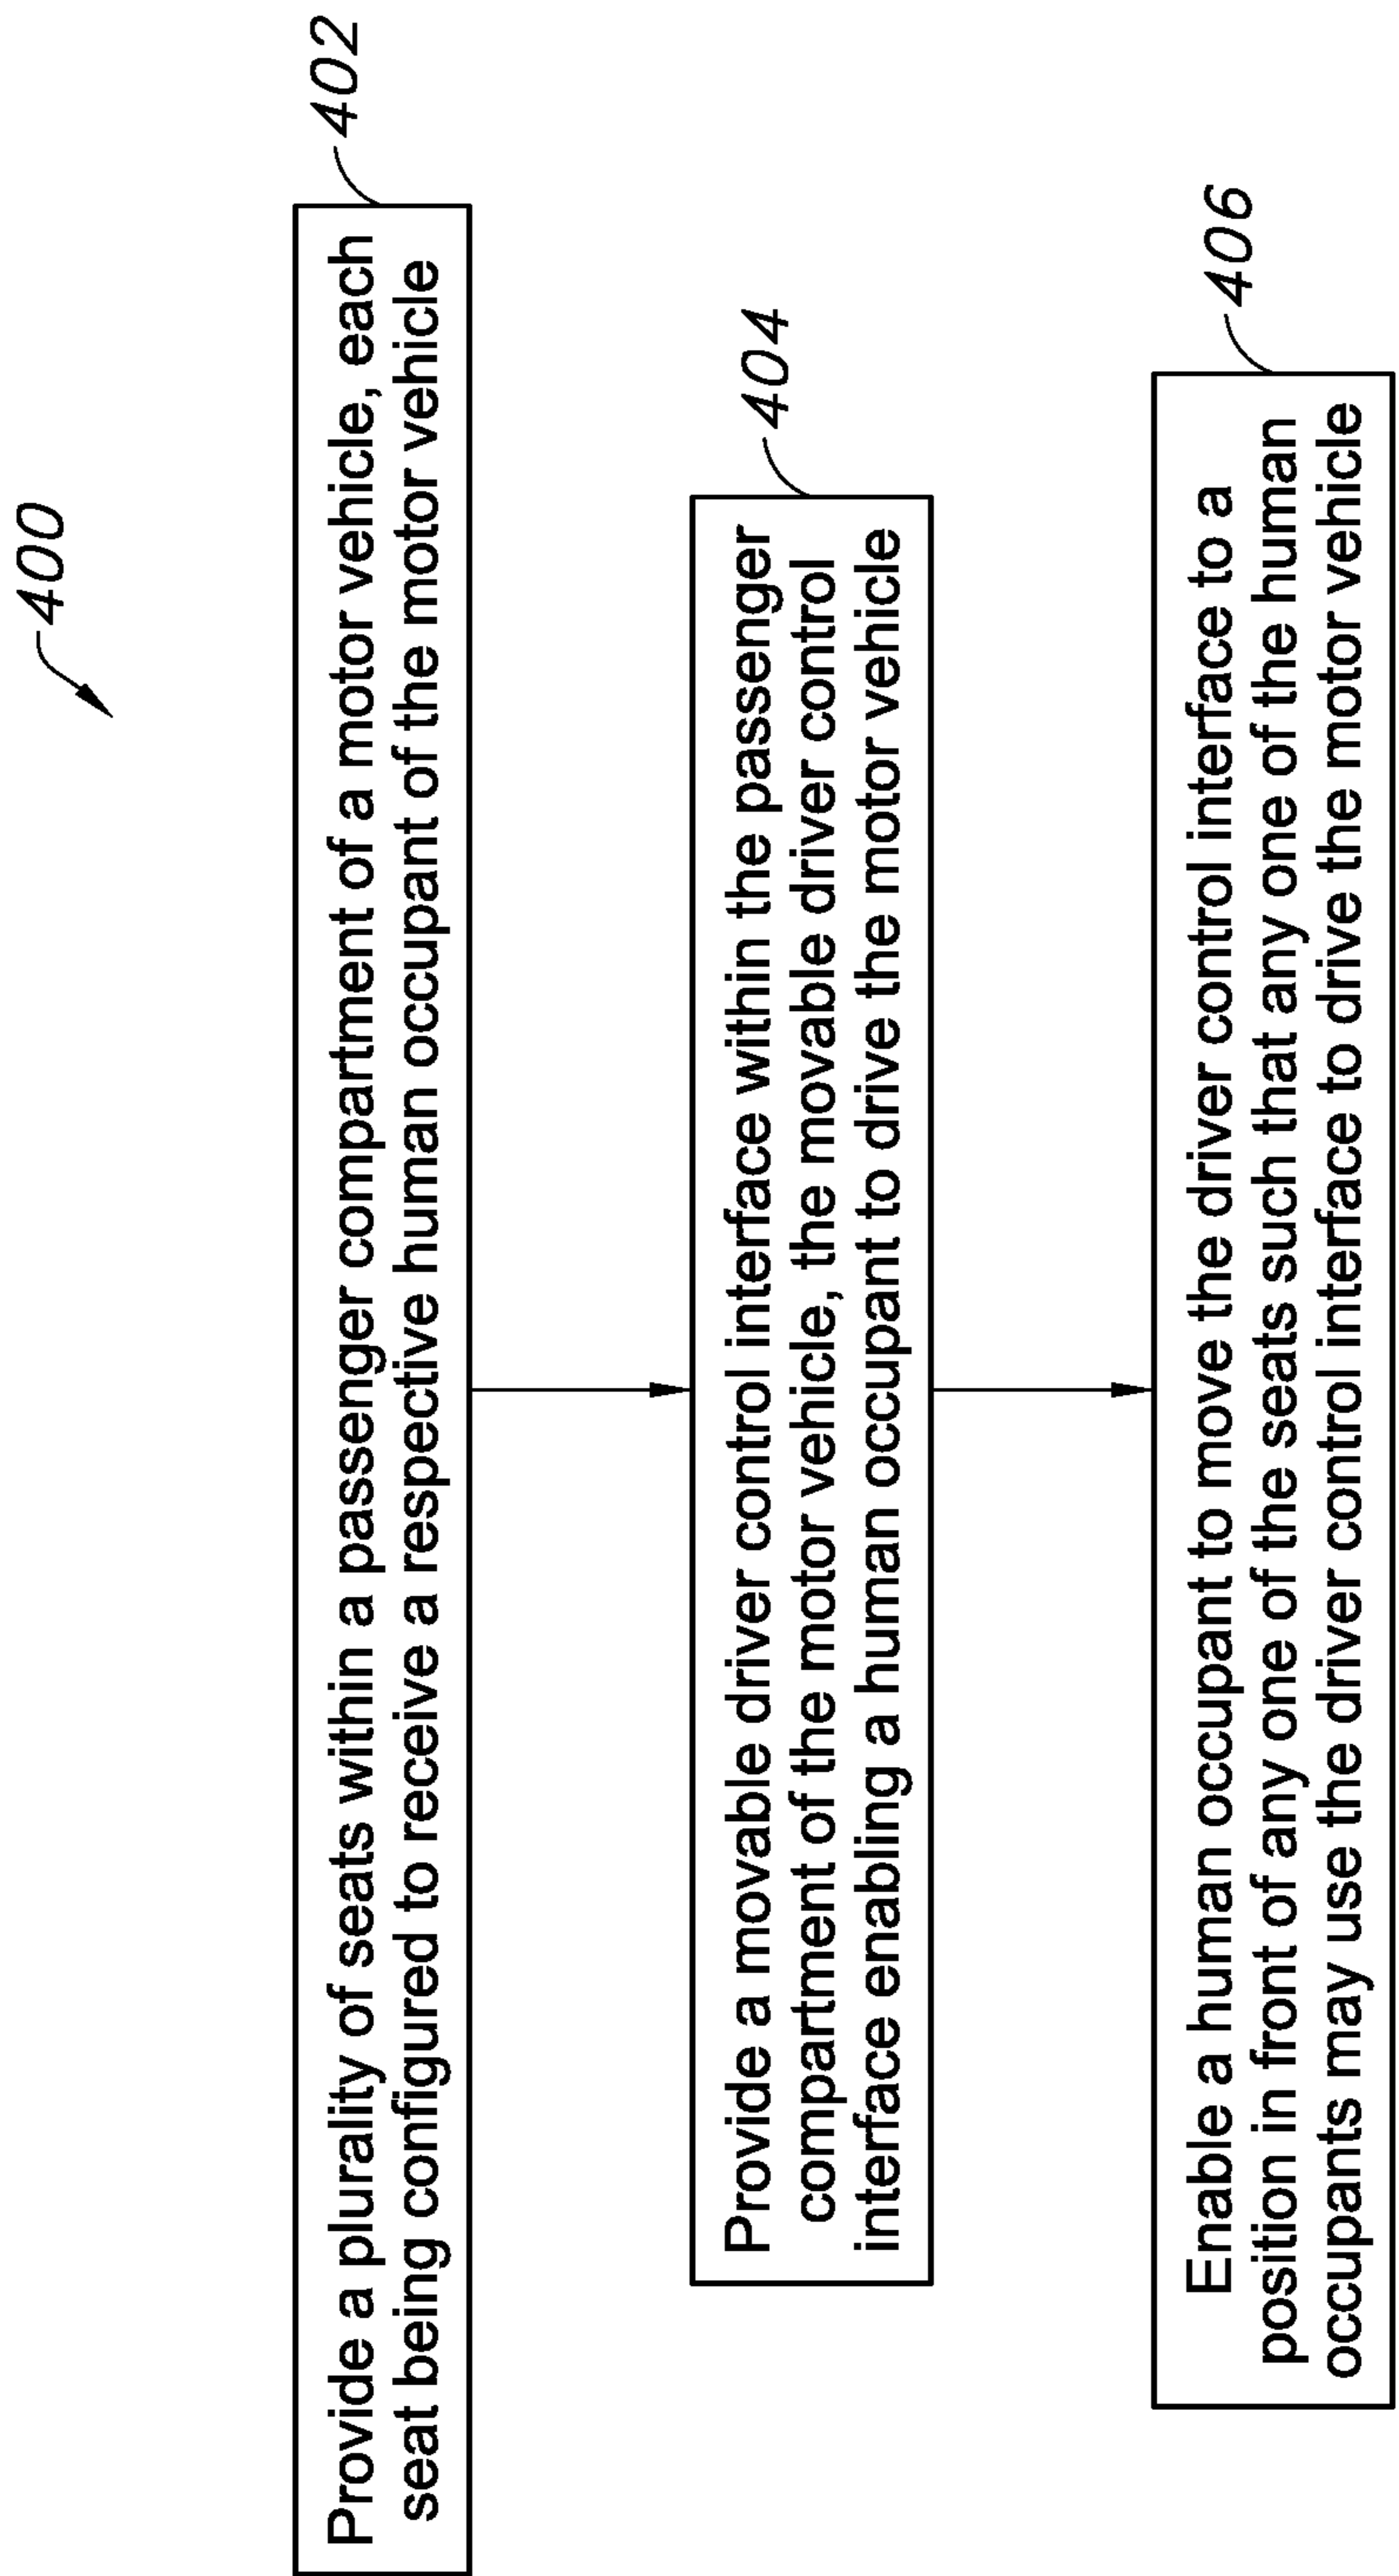 400
Provide a plurality of seats within a passenger compartment of a motor vehicle, each
seat being configured to receive a respective human occupant of the motor vehicle
402
Provide a movable driver control interface within the passenger
compartment of the motor vehicle, the movable driver control
interface enabling a human occupant to drive the motor vehicle
404
Enable a human occupant to move the driver control interface to a
position in front of any one of the seats such that any one of the human
occupants may use the driver control interface to drive the motor vehicle
406